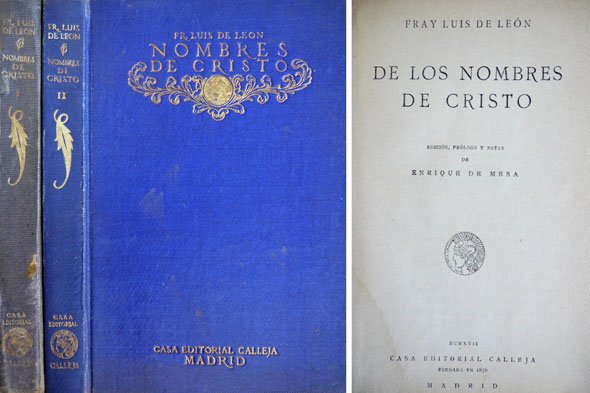 FR. LUIS
DE LEON
NOMBRES
DE
CRISTO
I
CASA
EDITORIAL
CALLEJA
FR. LUIS
DE LEON
NOMBRES
DE
CRISTO
II
CASA
EDITORIAL
CALLEJA
FR. LUIS DE LEON
NOMBRES
DE CRISTO
CASA EDITORIAL CALLEJA
MADRID
FRAY LUIS DE LEÓN
DE LOS NOMBRES
DE CRISTO
EDICIÓN, PRÓLOGO Y NOTAS
DE
ENRIQUE DE MESA
MCMXVII
CASA EDITORIAL CALLEJA
FUNDADA EN 1876
MADRID